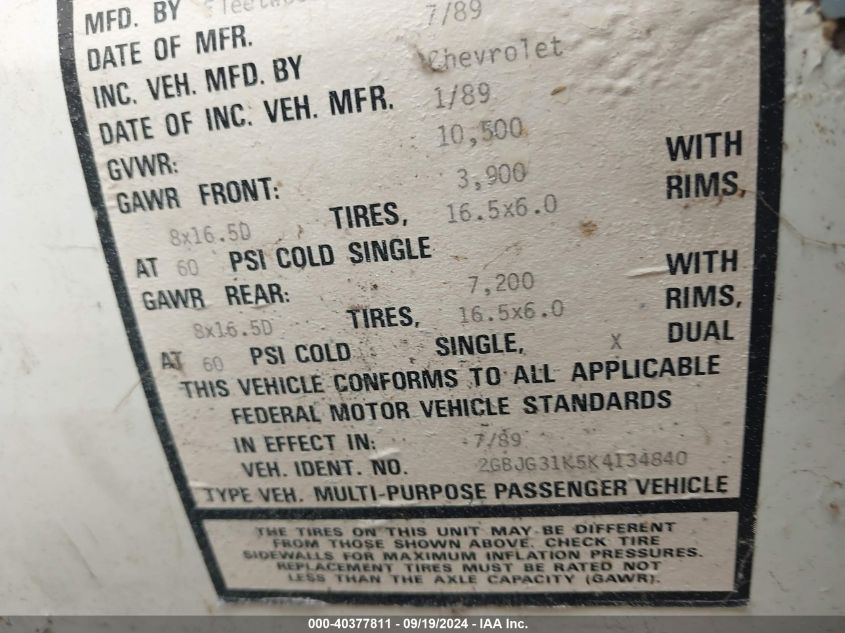 MFD. BY
DATE OF MFR. 7/89
INC. VEH. MFD. BY Chevrolet
DATE OF INC. VEH. MFR. 1/89
GVWR: 10,500
GAWR FRONT: 3,900 WITH
8x16.5D TIRES, 16.5x6.0 RIMS,
AT 60 PSI COLD SINGLE
GAWR REAR: 7,200 WITH
8x16.5D TIRES, 16.5x6.0 RIMS,
AT 60 PSI COLD SINGLE, X DUAL
THIS VEHICLE CONFORMS TO ALL APPLICABLE
FEDERAL MOTOR VEHICLE STANDARDS
IN EFFECT IN: 7/89
VEH. IDENT. NO. 2GBJG31K5K4134840
TYPE VEH. MULTI-PURPOSE PASSENGER VEHICLE
THE TIRES ON THIS UNIT MAY BE DIFFERENT
FROM THOSE SHOWN ABOVE. CHECK TIRE
SIDEWALLS FOR MAXIMUM INFLATION PRESSURES.
REPLACEMENT TIRES MUST BE RATED NOT
LESS THAN THE AXLE CAPACITY (GAWR).
000-40377811 - 09/19/2024 - IAA Inc.